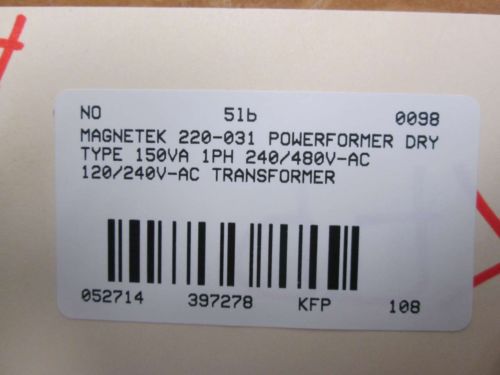 NO 5lb 0098
MAGNETEK 220-031 POWERFORMER DRY
TYPE 150VA 1PH 240/480V-AC
120/240V-AC TRANSFORMER
052714 397278 KFP 108